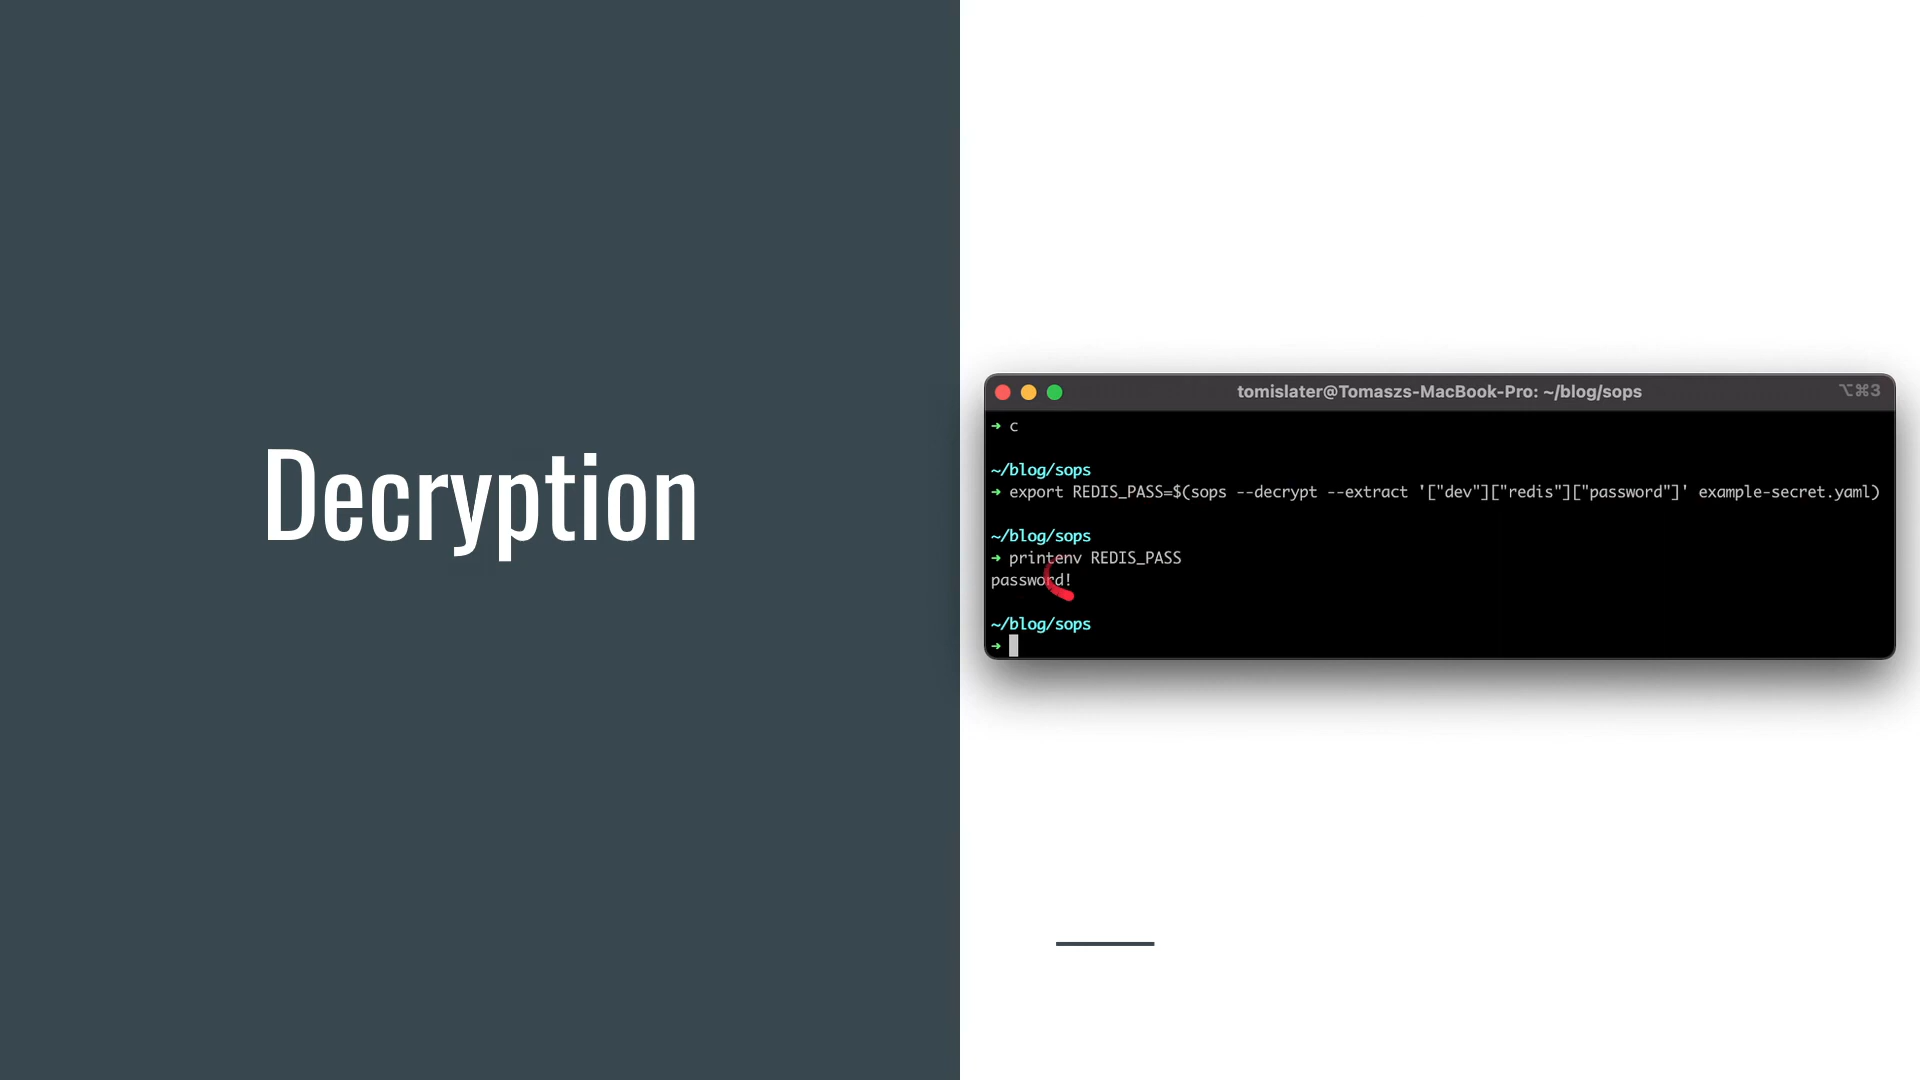 Decryption
tomislater@Tomaszs-MacBook-Pro: ~/blog/sops
⌥⌘3
➜ c
~/blog/sops
➜ export REDIS_PASS=$(sops --decrypt --extract '["dev"]["redis"]["password"]' example-secret.yaml)
~/blog/sops
➜ printenv REDIS_PASS
password!
~/blog/sops
➜